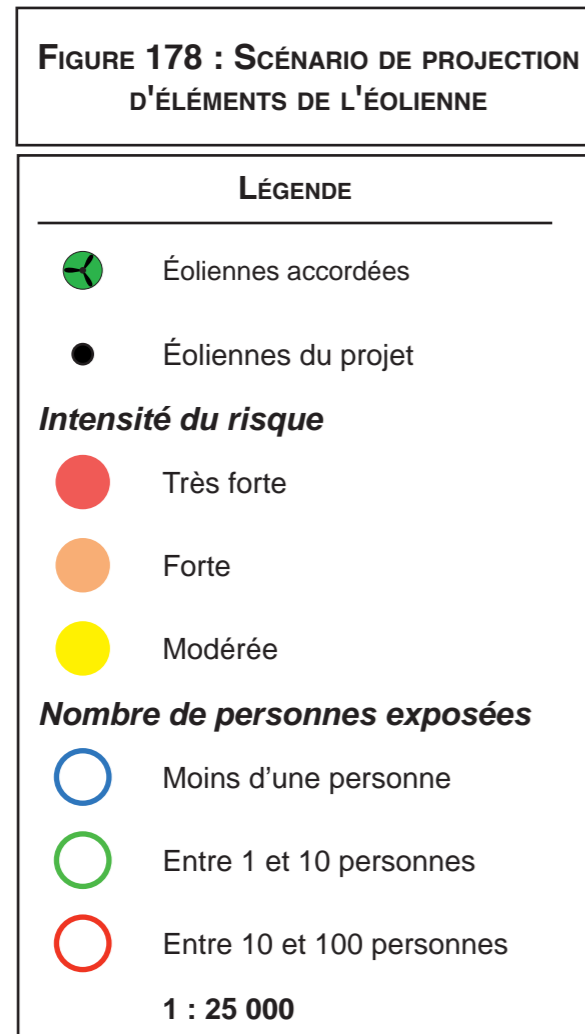 FIGURE 178 : SCÉNARIO DE PROJECTION
D'ÉLÉMENTS DE L'ÉOLIENNE
LÉGENDE
Éoliennes accordées
Éoliennes du projet
Intensité du risque
Très forte
Forte
Modérée
Nombre de personnes exposées
Moins d’une personne
Entre 1 et 10 personnes
Entre 10 et 100 personnes
1 : 25 000